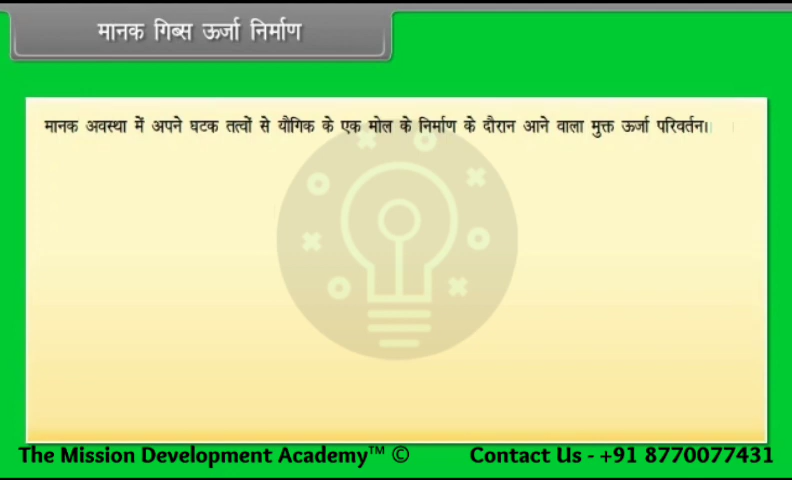 मानक गिब्स ऊर्जा निर्माण
मानक अवस्था में अपने घटक तत्वों से यौगिक के एक मोल के निर्माण के दौरान आने वाला मुक्त ऊर्जा परिवर्तन।
The Mission Development Academy™ © Contact Us - +91 8770077431